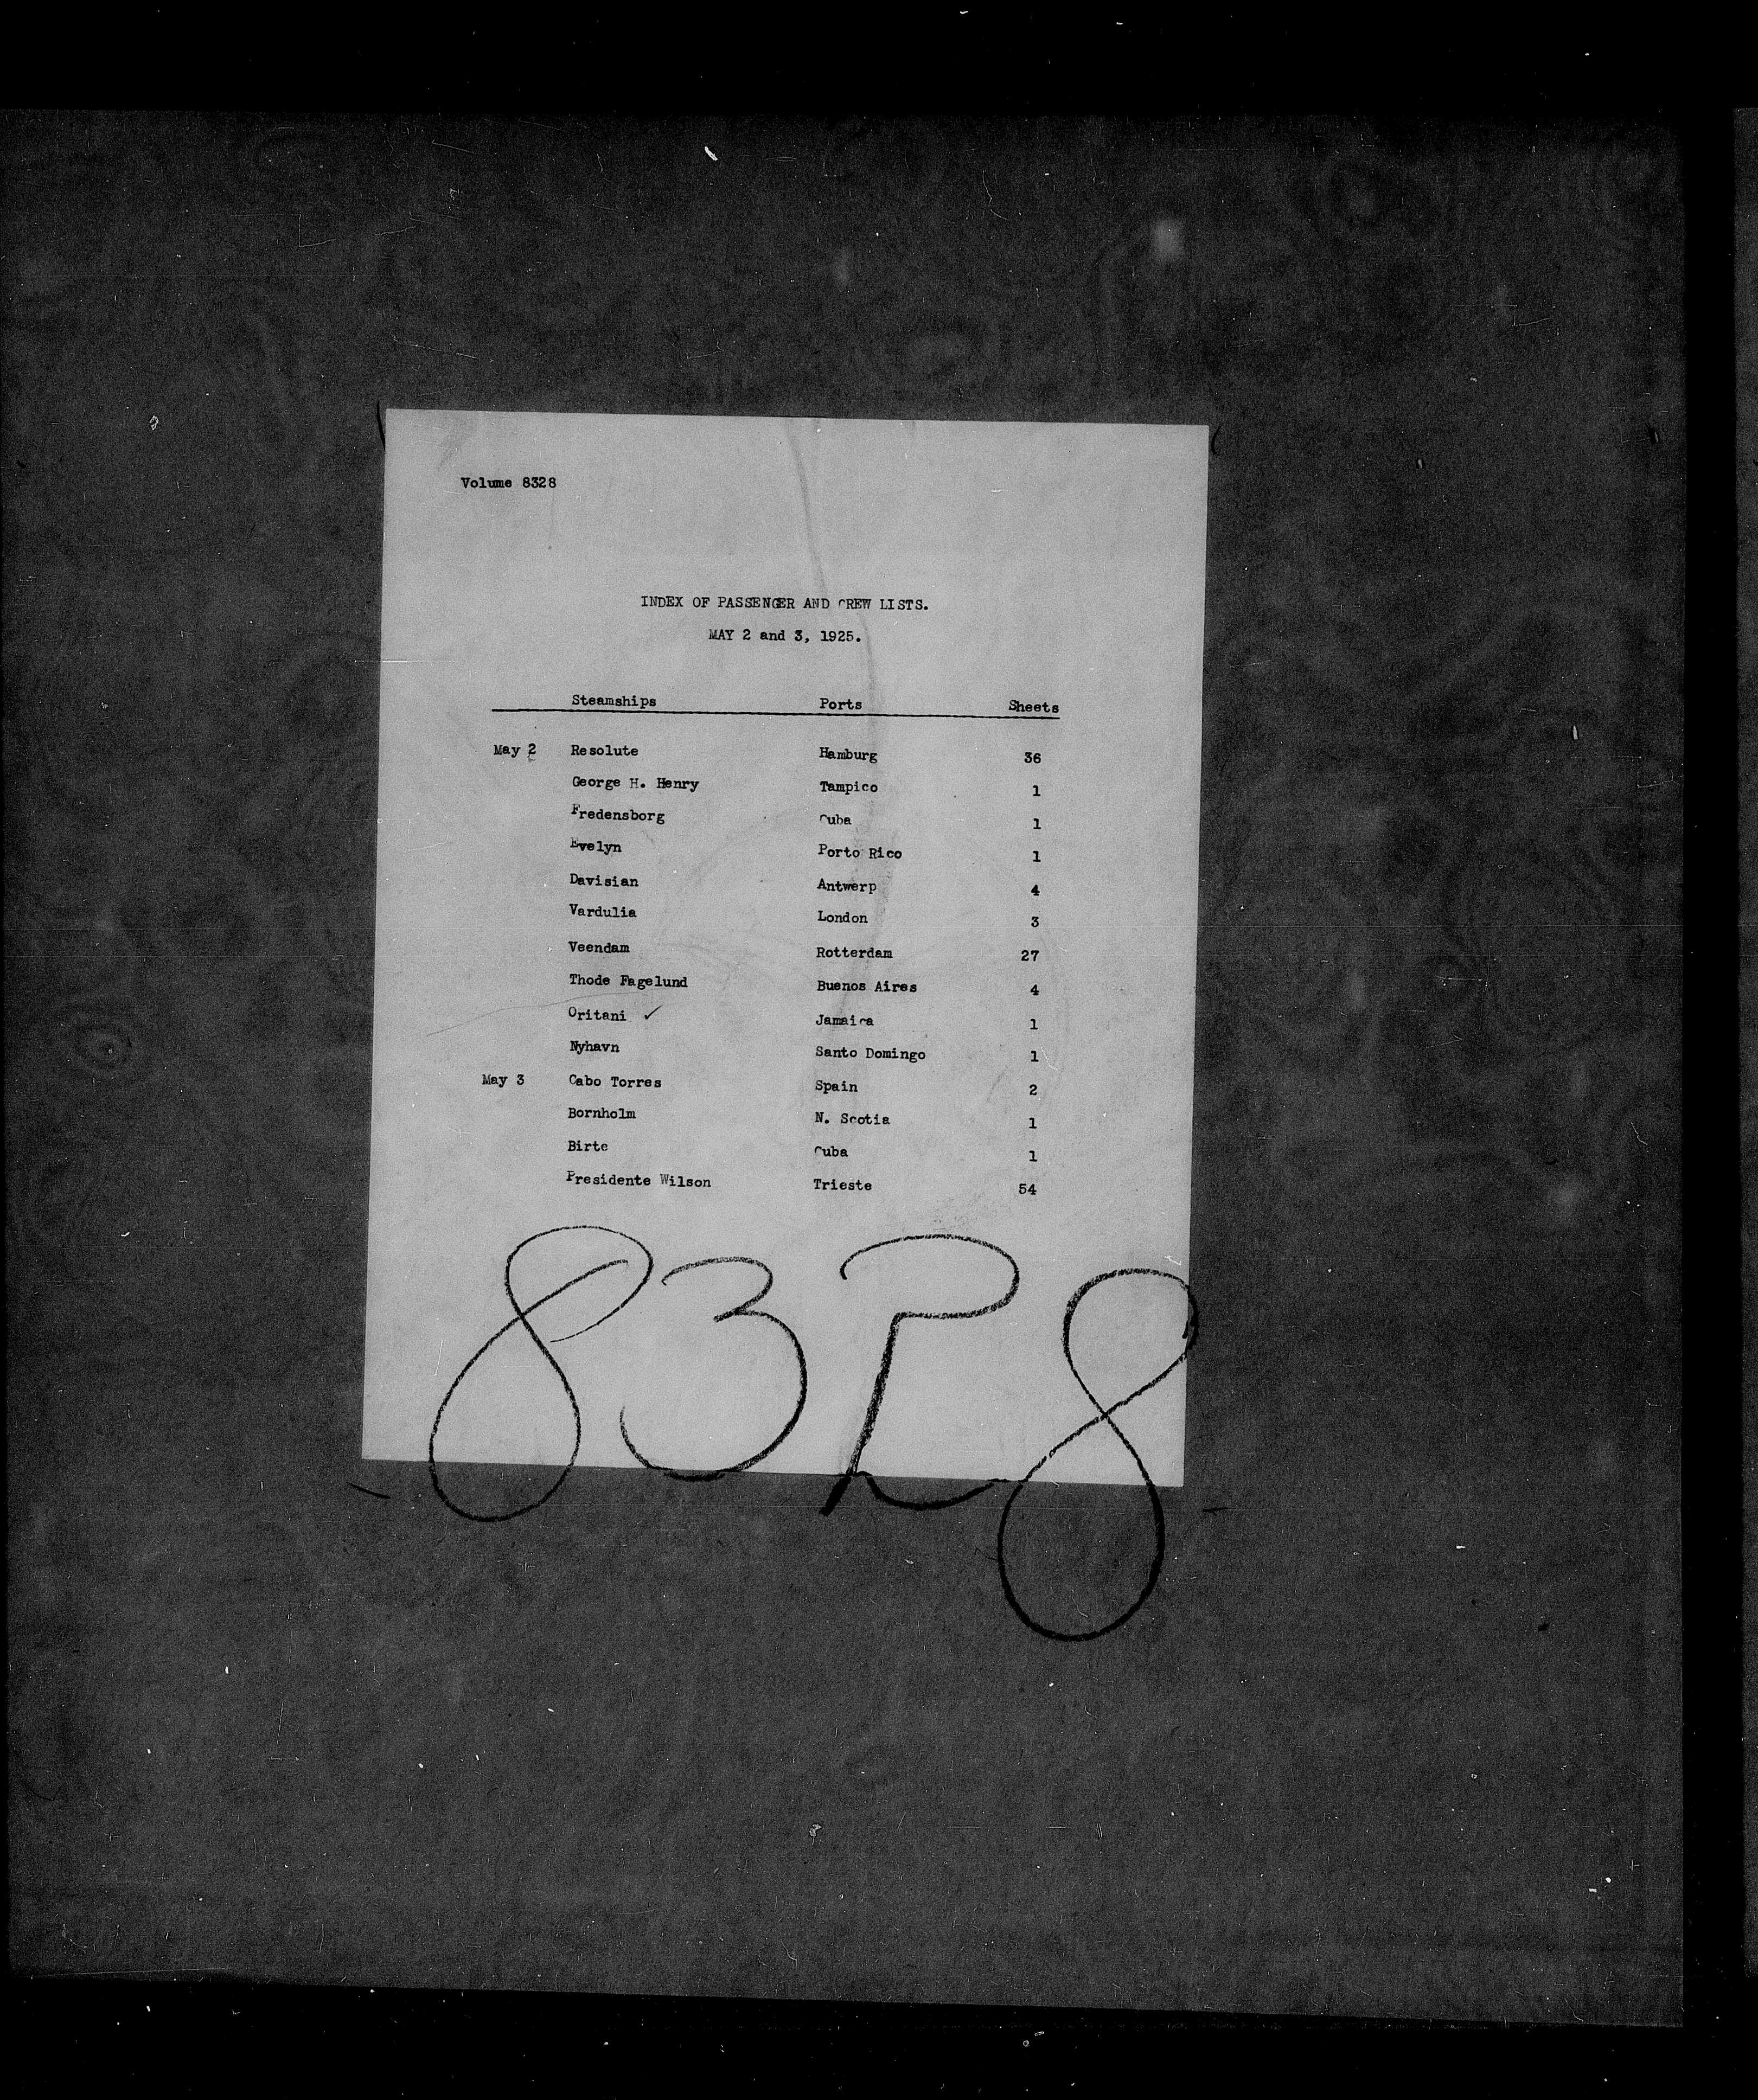 Volume 8328
INDEX OF PASSENGER AND CREW LISTS.
MAY 2 and 3, 1925.
Steamships Ports Sheets
May 2 Resolute Hamburg 36
George H. Henry Tampico 1
Fredensborg Cuba 1
Evelyn Porto Rico 1
Davisian Antwerp 4
Vardulia London 3
Veendam Rotterdam 27
Thode Fagelund Buenos Aires 4
Oritani ✓ Jamaica 1
Nyhavn Santo Domingo 1
May 3 Cabo Torres Spain 2
Bornholm N. Scotia 1
Birte Cuba 1
Presidente Wilson Trieste 54
8328